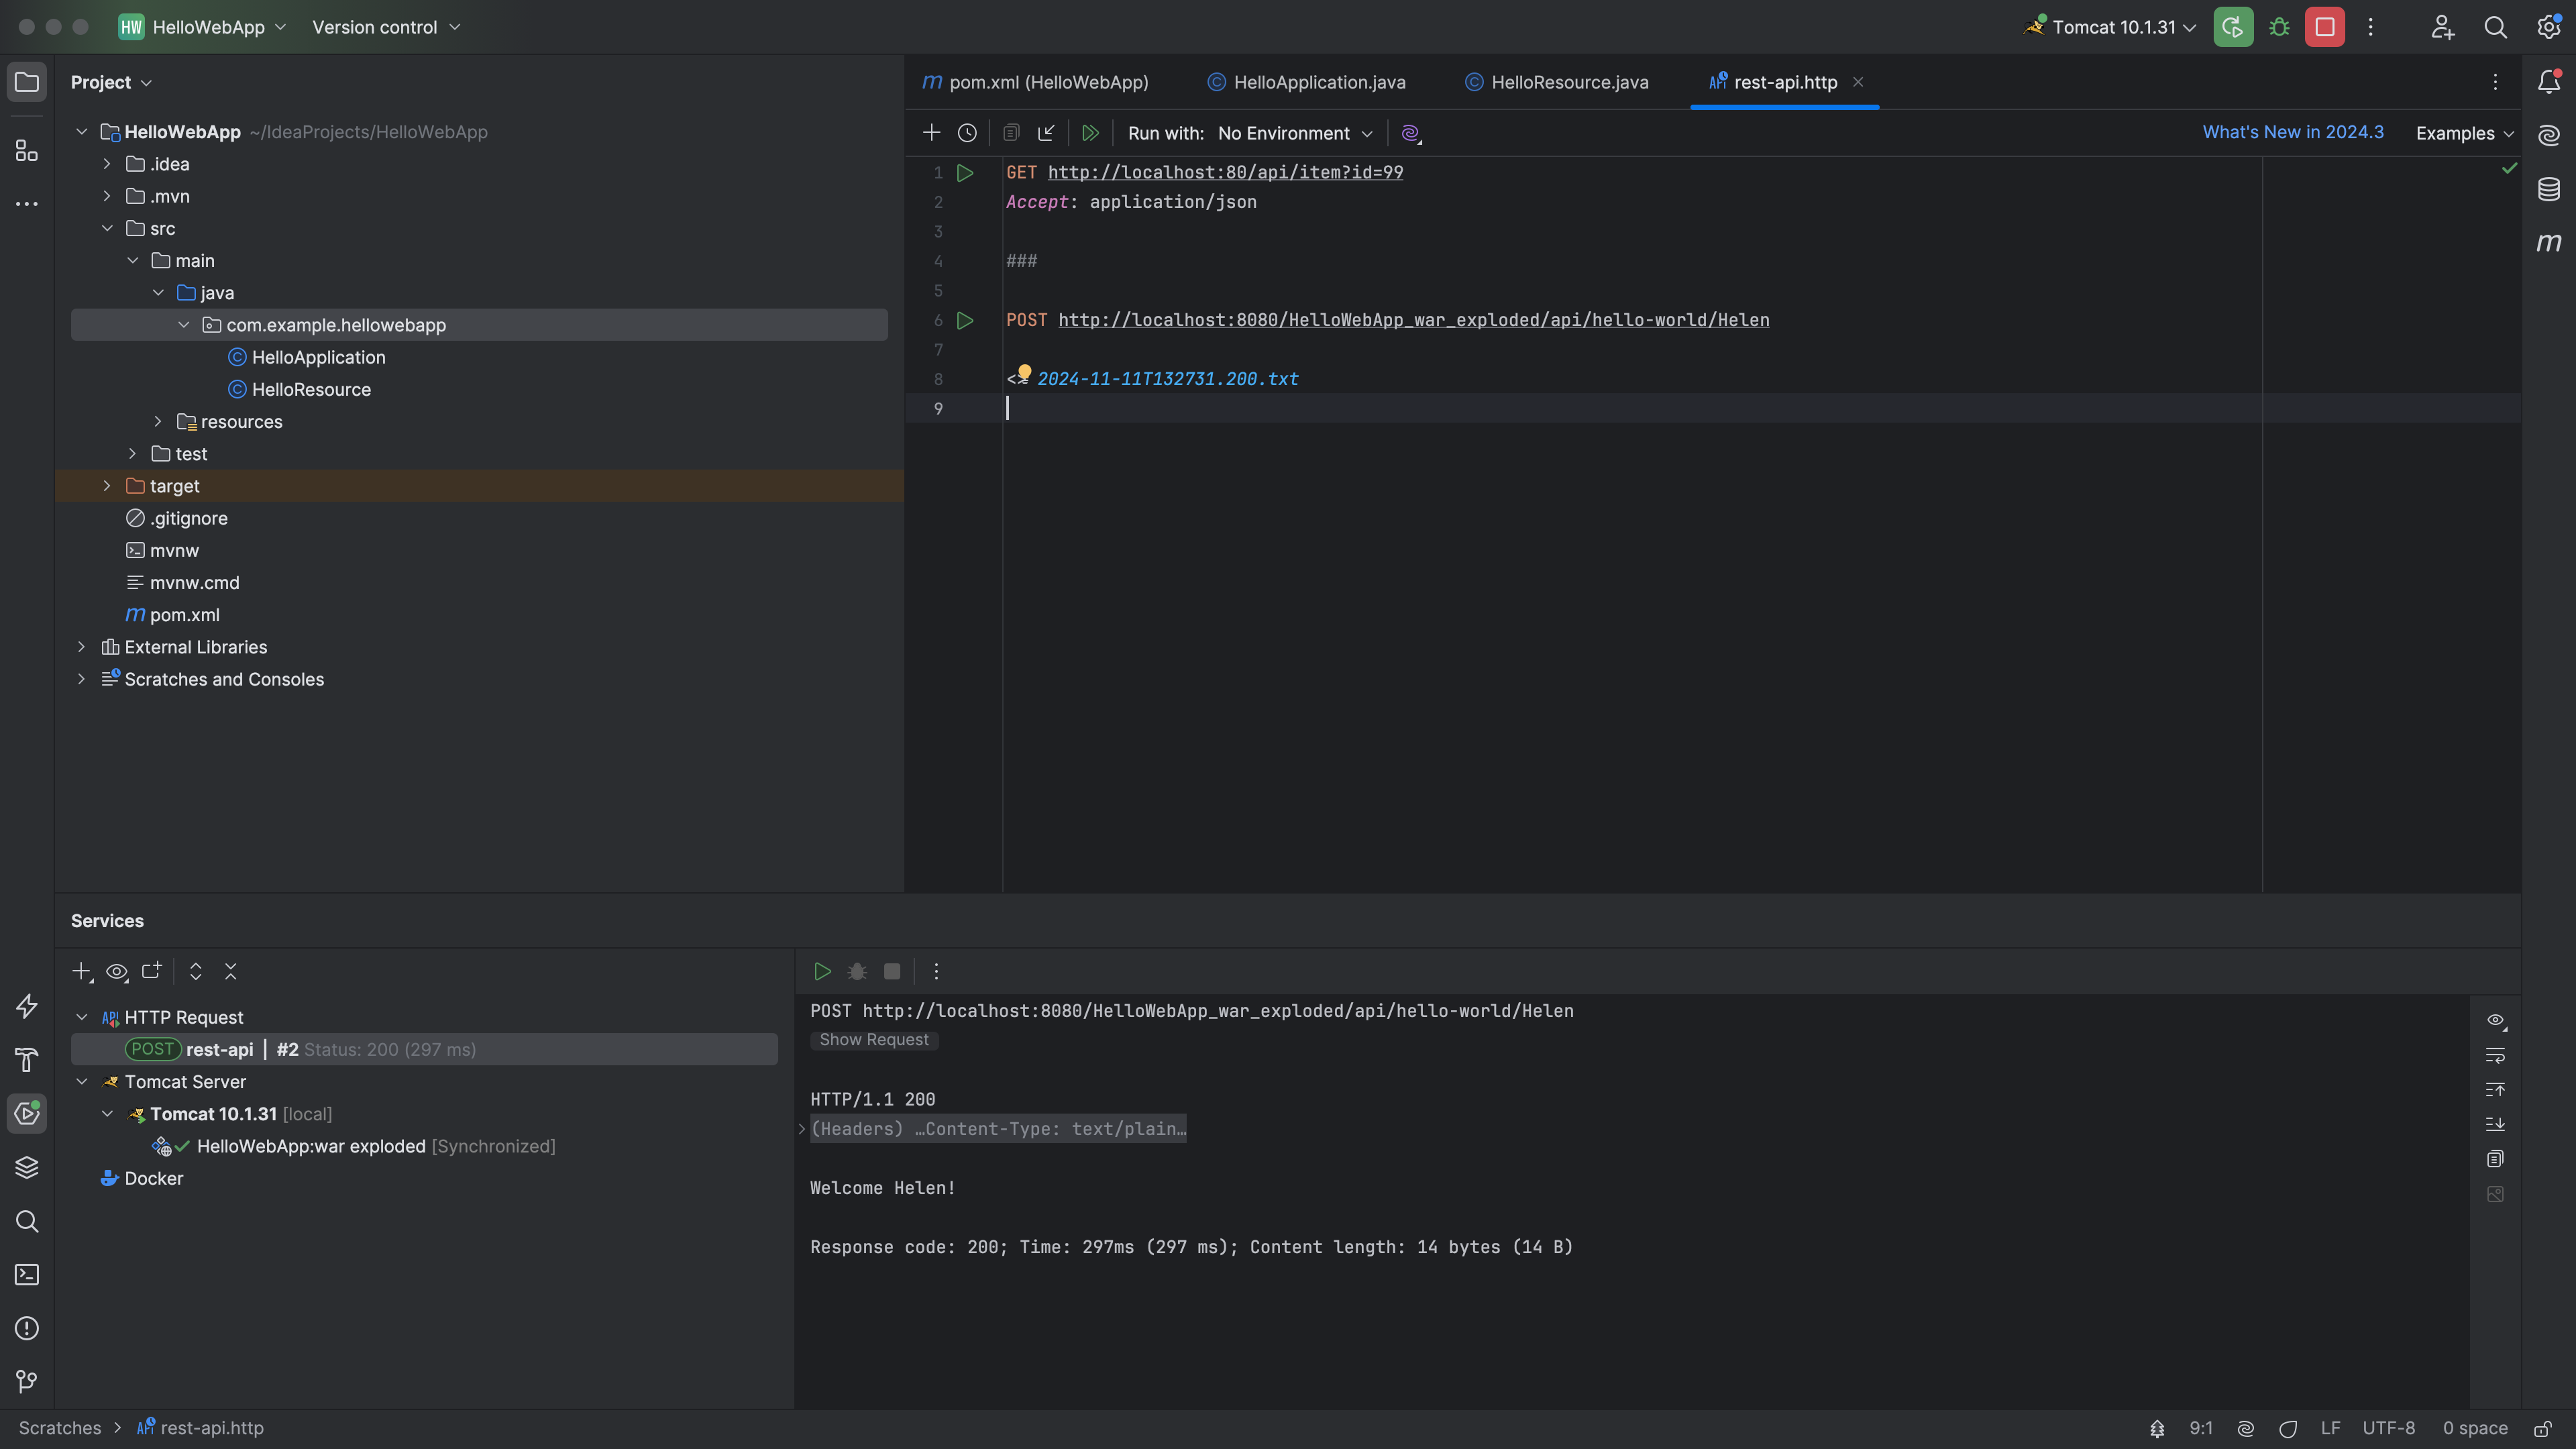 HW HelloWebApp Version control Tomcat 10.1.31
Project
pom.xml (HelloWebApp) HelloApplication.java HelloResource.java rest-api.http
HelloWebApp ~/IdeaProjects/HelloWebApp
.idea
.mvn
src
main
java
com.example.hellowebapp
HelloApplication
HelloResource
resources
test
target
.gitignore
mvnw
mvnw.cmd
pom.xml
External Libraries
Scratches and Consoles
Run with: No Environment What's New in 2024.3 Examples
1 GET http://localhost:80/api/item?id=99
2 Accept: application/json
3
4 ###
5
6 POST http://localhost:8080/HelloWebApp_war_exploded/api/hello-world/Helen
7
8 <> 2024-11-11T132731.200.txt
9
Services
HTTP Request
POST rest-api | #2 Status: 200 (297 ms)
Tomcat Server
Tomcat 10.1.31 [local]
HelloWebApp:war exploded [Synchronized]
Docker
POST http://localhost:8080/HelloWebApp_war_exploded/api/hello-world/Helen
Show Request
HTTP/1.1 200
(Headers) …Content-Type: text/plain…
Welcome Helen!
Response code: 200; Time: 297ms (297 ms); Content length: 14 bytes (14 B)
Scratches > rest-api.http 9:1 LF UTF-8 0 space